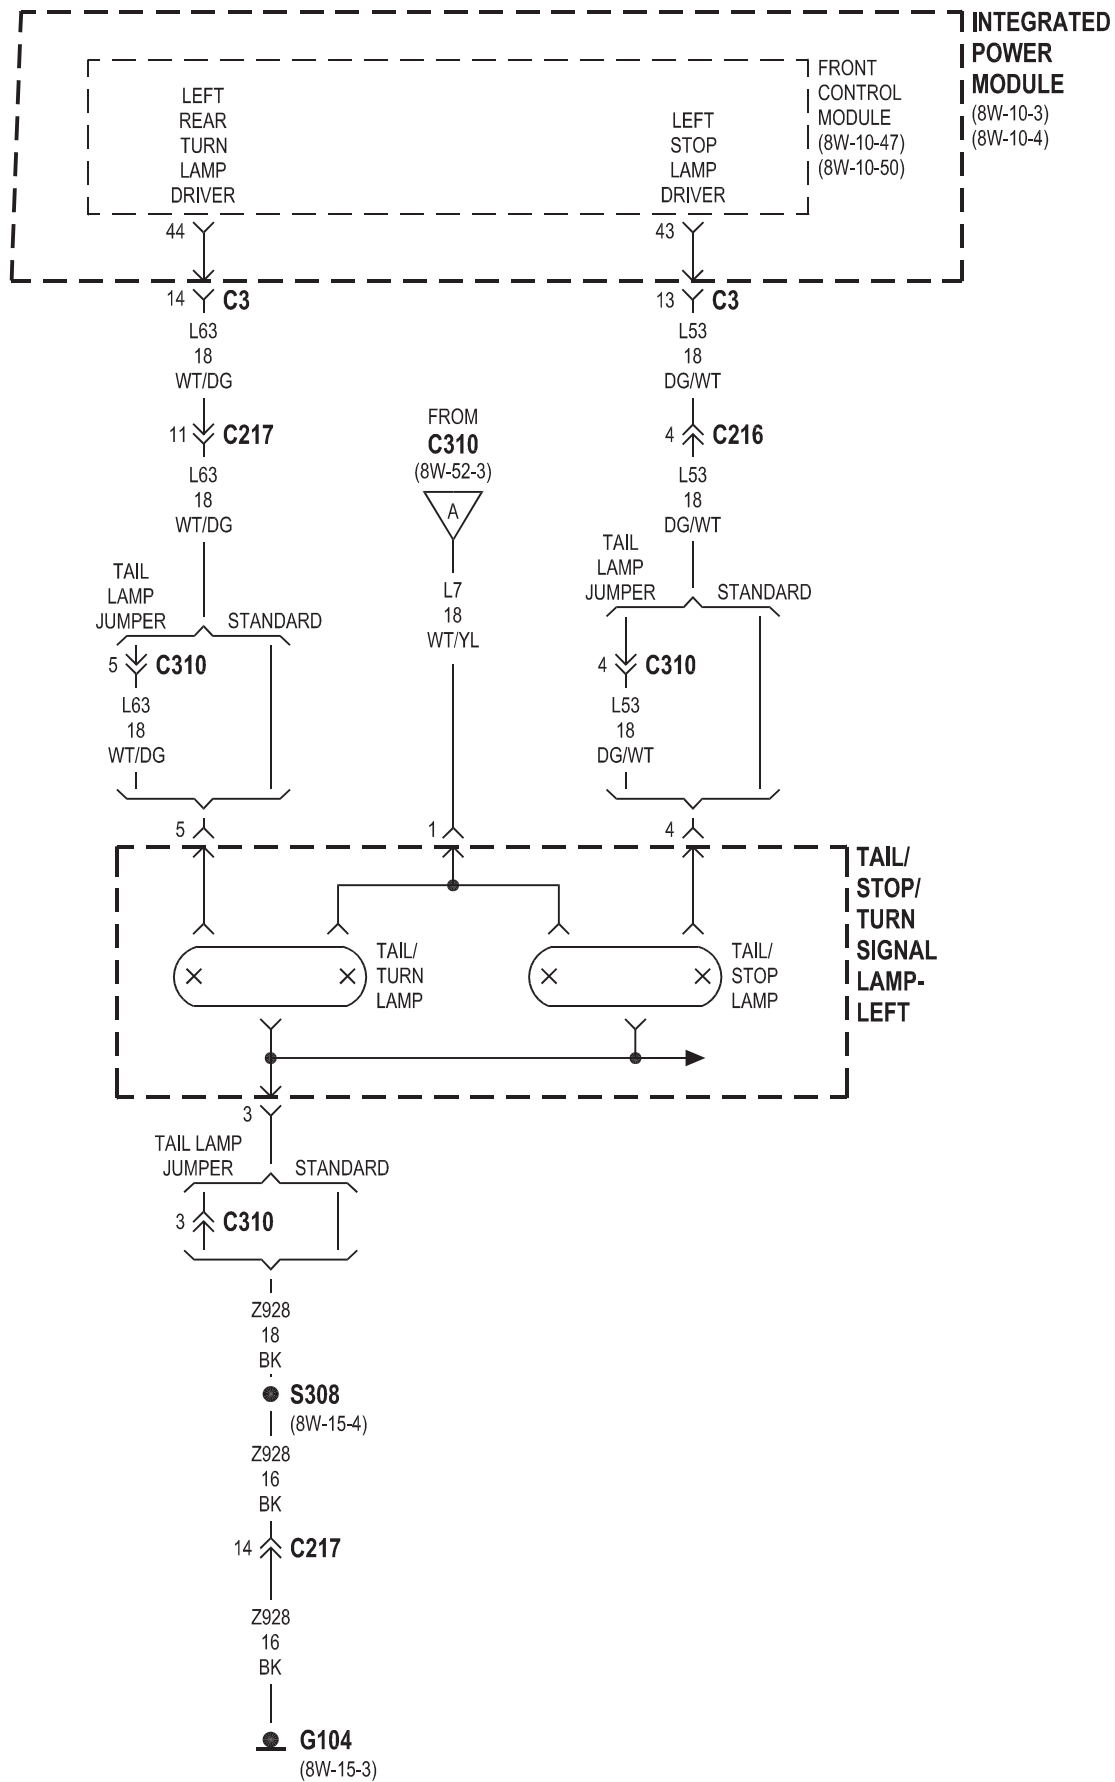 INTEGRATED
POWER
MODULE
(8W-10-3)
(8W-10-4)
FRONT
CONTROL
MODULE
(8W-10-47)
(8W-10-50)
LEFT
REAR
TURN
LAMP
DRIVER
LEFT
STOP
LAMP
DRIVER
44
43
14 C3
13 C3
L63
18
WT/DG
L53
18
DG/WT
11 C217
FROM
C310
(8W-52-3)
A
4 C216
L63
18
WT/DG
L53
18
DG/WT
TAIL
LAMP
JUMPER
STANDARD
L7
18
WT/YL
TAIL
LAMP
JUMPER
STANDARD
5 C310
4 C310
L63
18
WT/DG
L53
18
DG/WT
5
1
4
TAIL/
STOP/
TURN
SIGNAL
LAMP-
LEFT
TAIL/
TURN
LAMP
TAIL/
STOP
LAMP
3
TAIL LAMP
JUMPER
STANDARD
3 C310
Z928
18
BK
S308
(8W-15-4)
Z928
16
BK
14 C217
Z928
16
BK
G104
(8W-15-3)